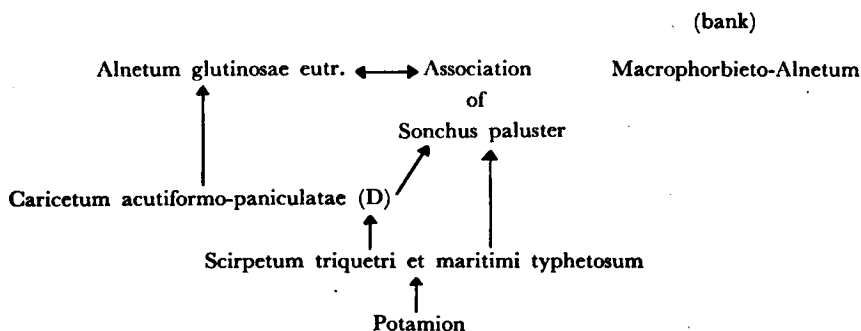 (bank)
Alnetum glutinosae eutr. Association Macrophorbieto-Alnetum
of
Sonchus paluster
Caricetum acutiformo-paniculatae (D)
Scirpetum triquetri et maritimi typhetosum
Potamion